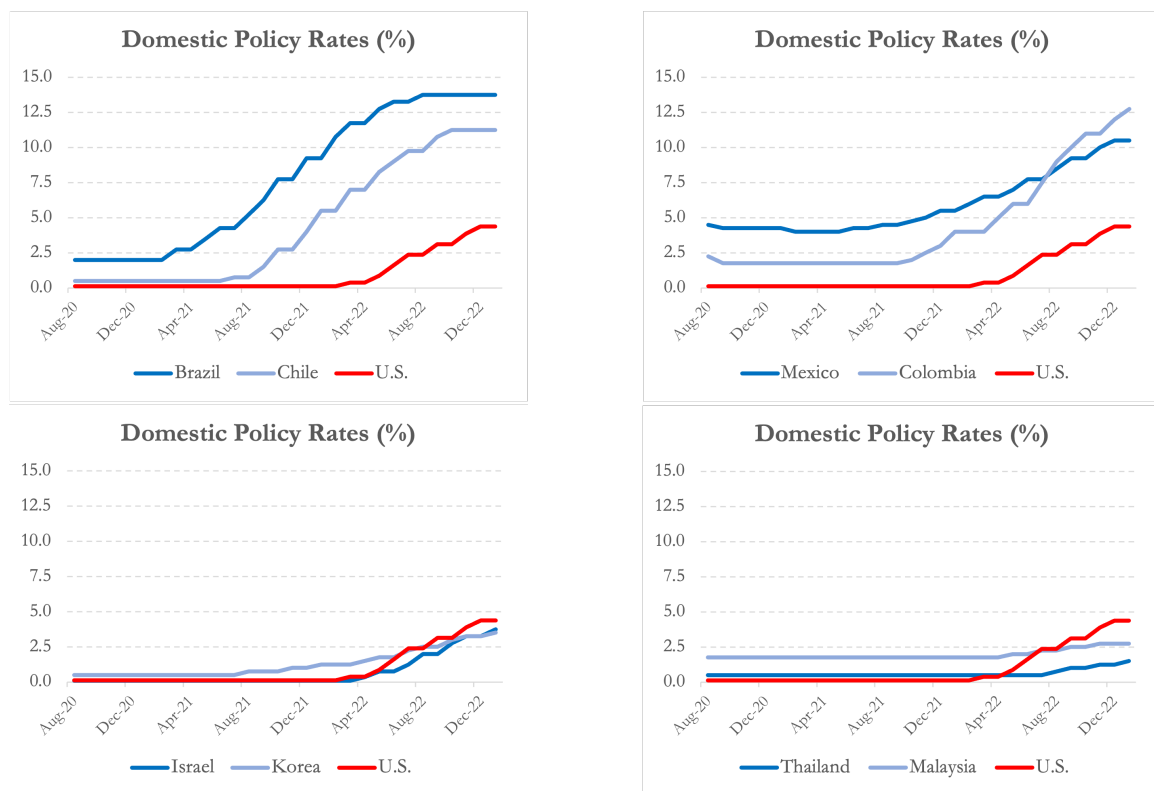 Domestic Policy Rates (%)
15.0
12.5
10.0
7.5
5.0
2.5
0.0
Aug-20 Dec-20 Apr-21 Aug-21 Dec-21 Apr-22 Aug-22 Dec-22
Brazil Chile U.S.
Domestic Policy Rates (%)
15.0
12.5
10.0
7.5
5.0
2.5
0.0
Aug-20 Dec-20 Apr-21 Aug-21 Dec-21 Apr-22 Aug-22 Dec-22
Mexico Colombia U.S.
Domestic Policy Rates (%)
15.0
12.5
10.0
7.5
5.0
2.5
0.0
Aug-20 Dec-20 Apr-21 Aug-21 Dec-21 Apr-22 Aug-22 Dec-22
Israel Korea U.S.
Domestic Policy Rates (%)
15.0
12.5
10.0
7.5
5.0
2.5
0.0
Aug-20 Dec-20 Apr-21 Aug-21 Dec-21 Apr-22 Aug-22 Dec-22
Thailand Malaysia U.S.